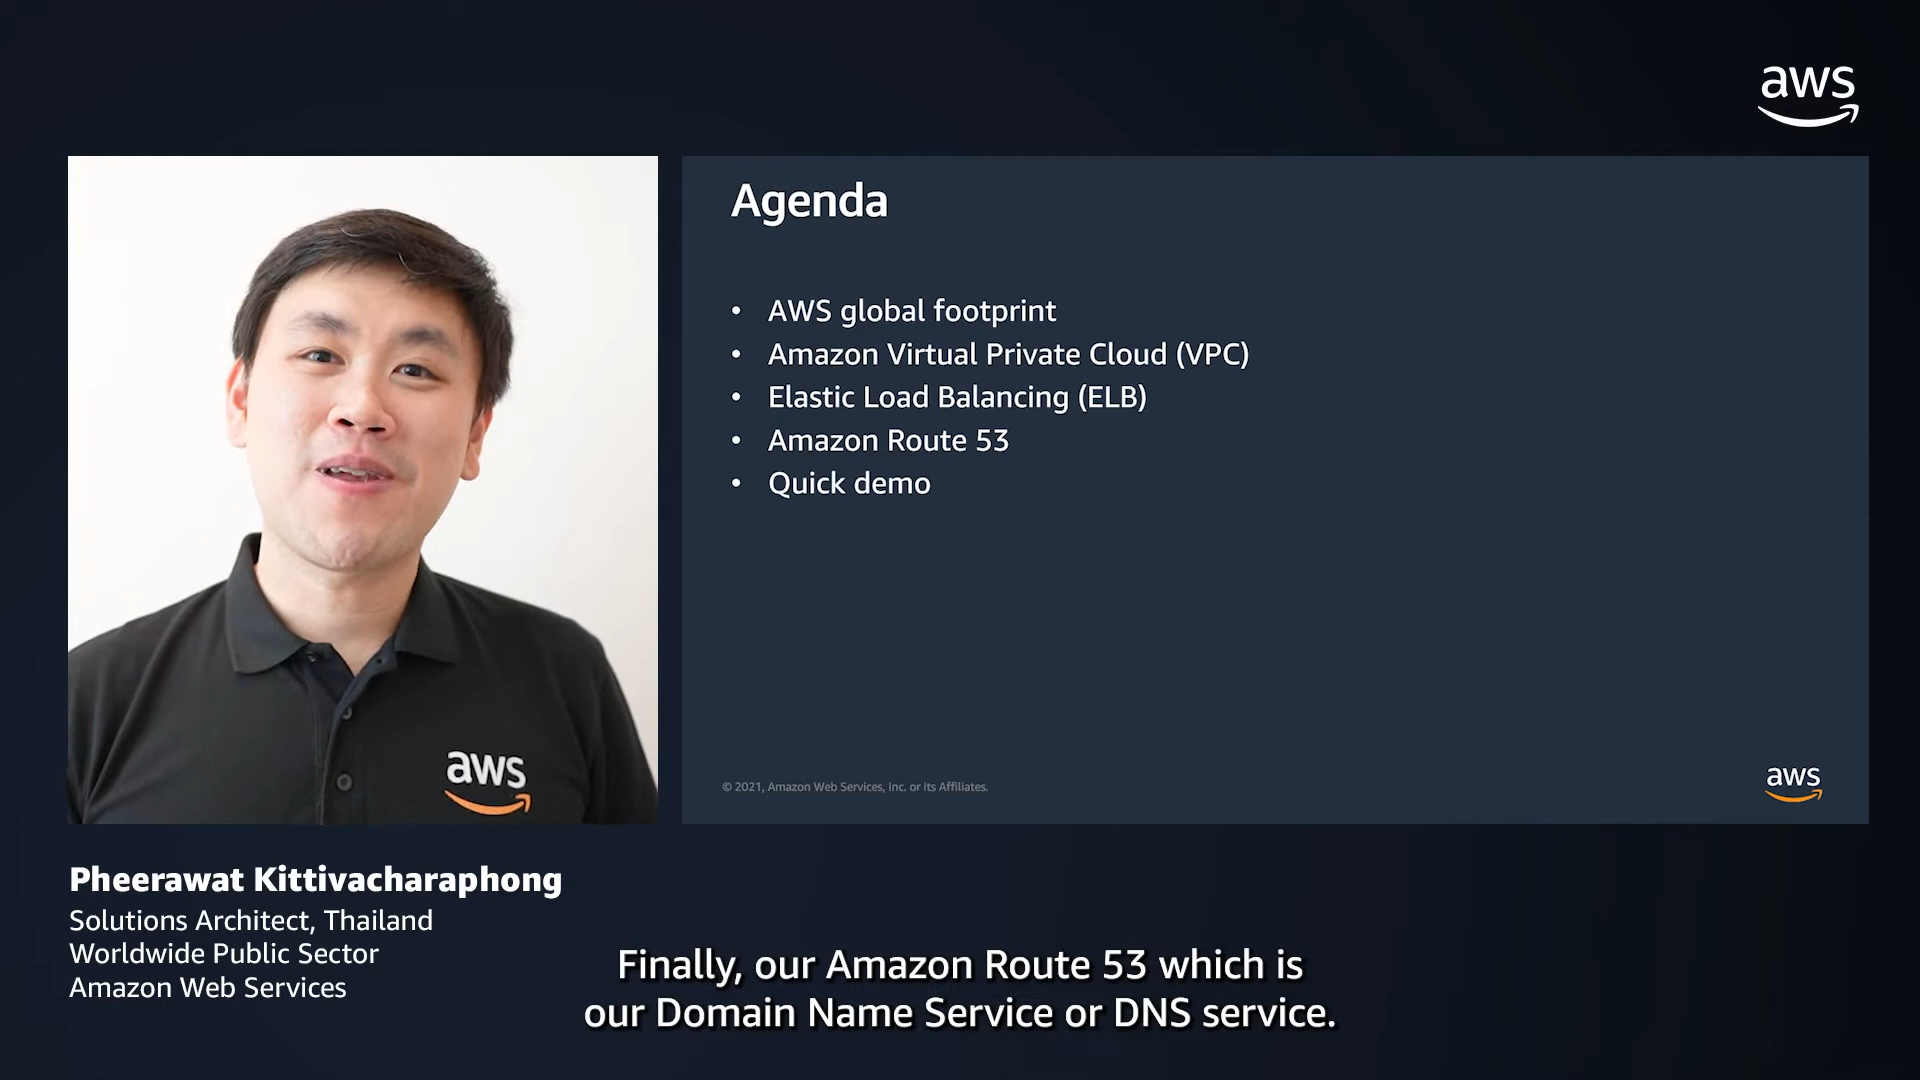 aws
Agenda
• AWS global footprint
• Amazon Virtual Private Cloud (VPC)
• Elastic Load Balancing (ELB)
• Amazon Route 53
• Quick demo
aws
© 2021, Amazon Web Services, Inc. or its Affiliates.
aws
Pheerawat Kittivacharaphong
Solutions Architect, Thailand
Worldwide Public Sector
Amazon Web Services
Finally, our Amazon Route 53 which is
our Domain Name Service or DNS service.